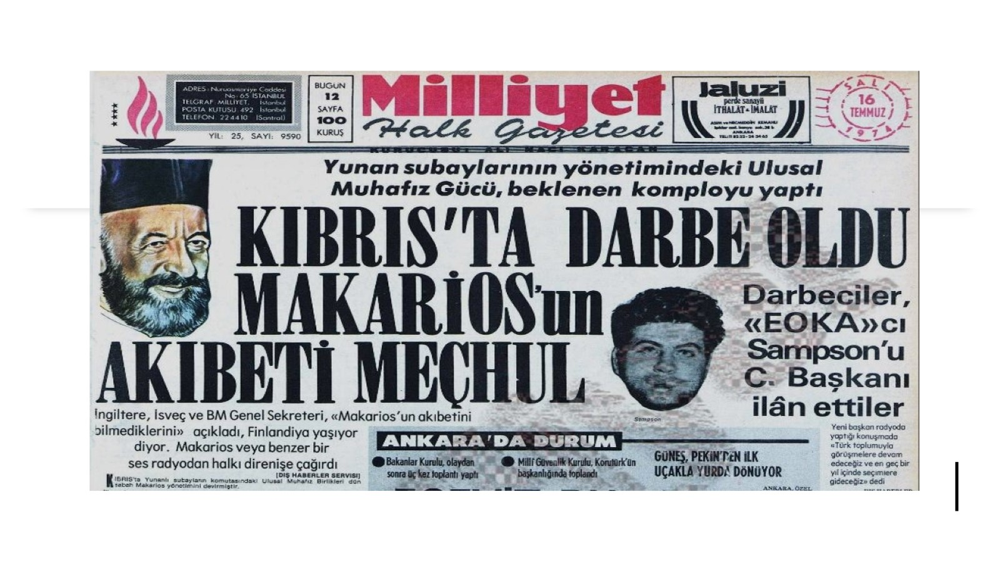 ADRES: Nuruosmaniye Caddesi
No: 65 İSTANBUL
TELGRAF. MİLLİYET. İstanbul
POSTA KUTUSU. 492 İstanbul
TELEFON. 22 44 10 (Santral)
YIL: 25, SAYI: 9590
BUGÜN
12
SAYFA
100
KURUŞ
Milliyet
Halk Gazetesi
KURUCUSU: ALİ NACİ KARACAN
Jaluzi
perde sanayii
İTHALAT-İMALAT
ANKARA
SALI
16
TEMMUZ
1974
Yunan subaylarının yönetimindeki Ulusal
Muhafız Gücü, beklenen komployu yaptı
KIBRIS'TA DARBE OLDU
MAKARİOS'un
AKIBETİ MEÇHUL
Darbeciler,
«EOKA»cı
Sampson'u
C. Başkanı
ilân ettiler
Sampson
İngiltere, İsveç ve BM Genel Sekreteri, «Makarios'un akıbetini
bilmediklerini» açıkladı, Finlandiya yaşıyor
diyor. Makarios veya benzer bir
ses radyodan halkı direnişe çağırdı
[DIŞ HABERLER SERVISI]
KIBRIS'ta Yunanlı subayların komutasındaki Ulusal Muhafız Birlikleri dün
sabah Makarios yönetimini devirmiştir.
ANKARA'DA DURUM
Bakanlar Kurulu, olaydan
sonra üç kez toplantı yaptı
Milli Güvenlik Kurulu, Korutürk'ün
başkanlığında toplandı
GÜNEŞ, PEKİN'DEN İLK
UÇAKLA YURDA DÖNÜYOR
ANKARA, ÖZEL
Yeni başkan radyoda
yaptığı konuşmada
«Türk toplumuyla
görüşmelere devam
edeceğiz ve en geç bir
yıl içinde seçimlere
gideceğiz» dedi